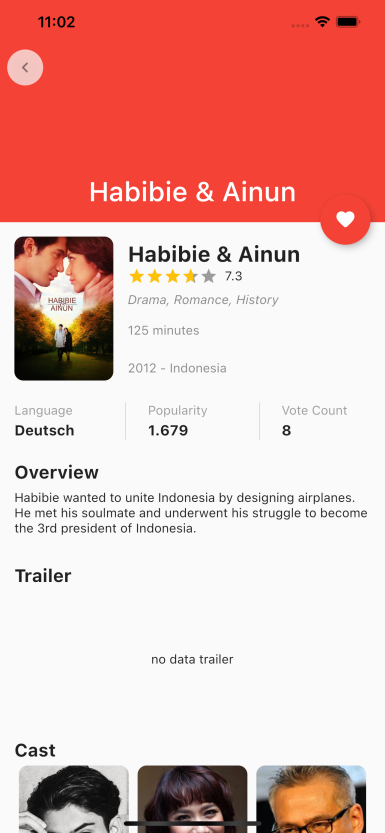 11:02
Habibie & Ainun
HABIBIE
AINUN
Habibie & Ainun
7.3
Drama, Romance, History
125 minutes
2012 - Indonesia
Language
Popularity
Vote Count
Deutsch
1.679
8
Overview
Habibie wanted to unite Indonesia by designing airplanes.
He met his soulmate and underwent his struggle to become
the 3rd president of Indonesia.
Trailer
no data trailer
Cast